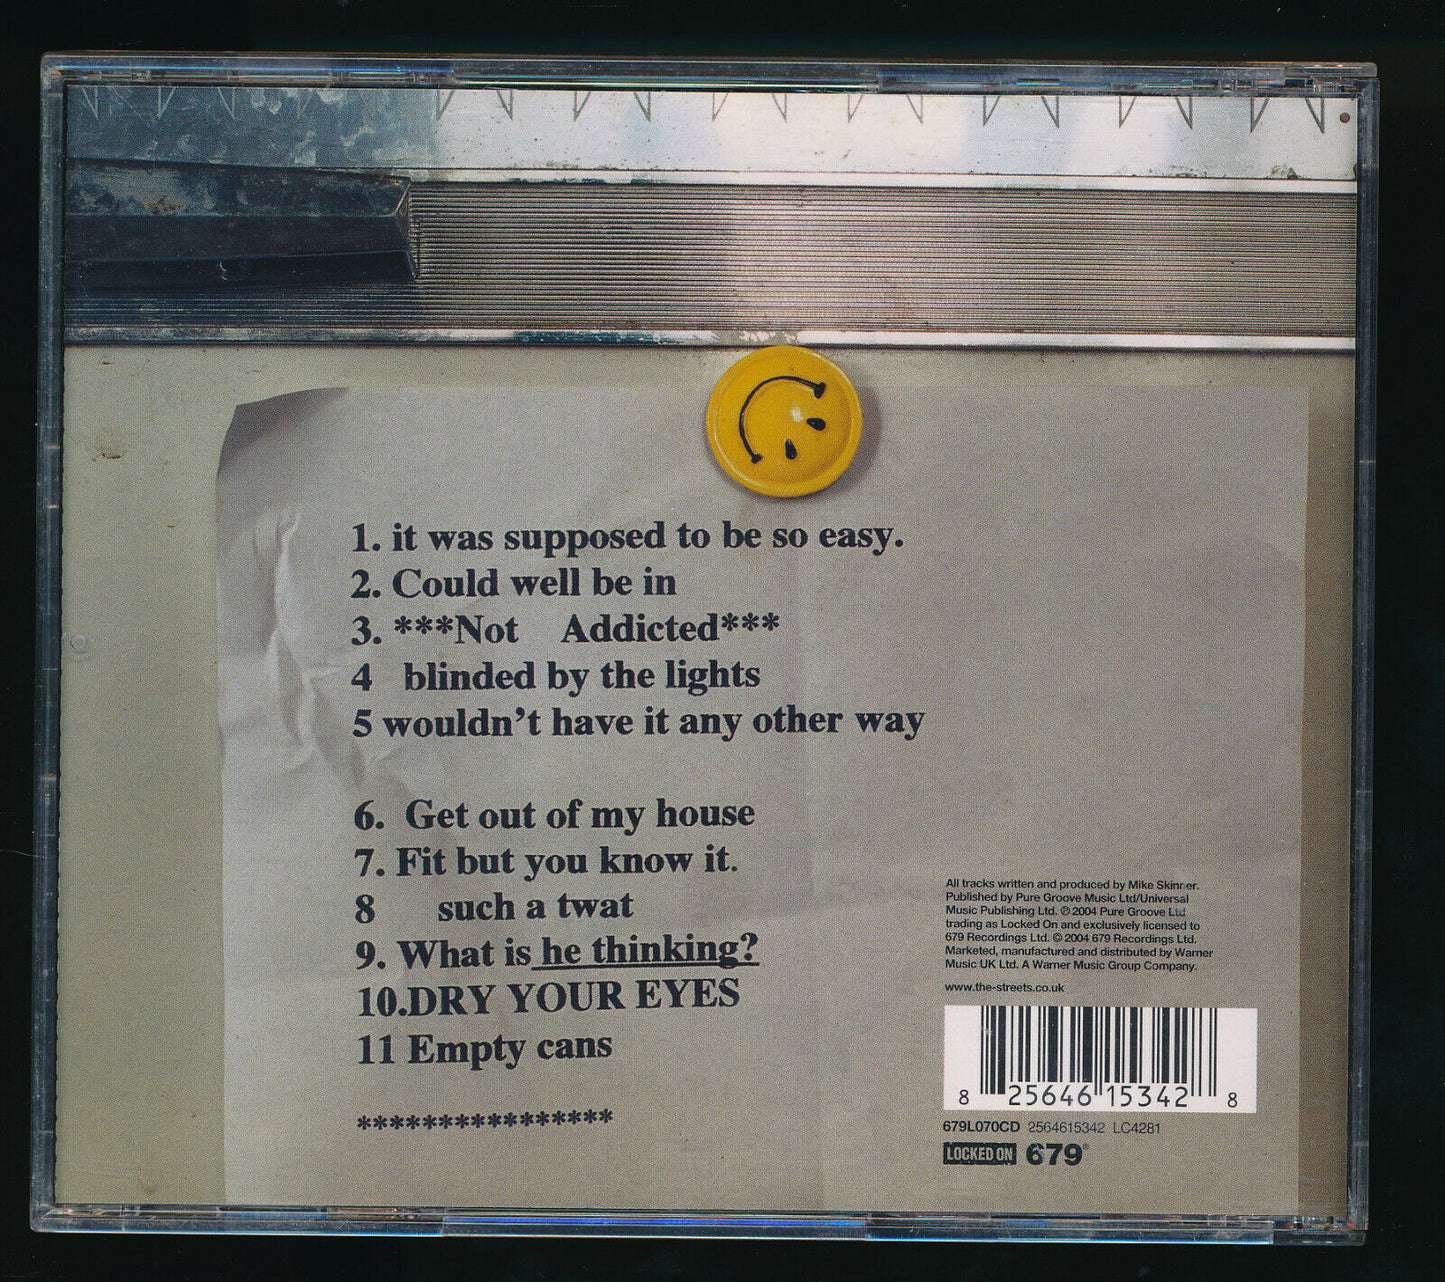 1. it was supposed to be so easy.
2. Could well be in
3. ***Not Addicted***
4 blinded by the lights
5 wouldn't have it any other way
6. Get out of my house
7. Fit but you know it.
8 such a twat
9. What is he thinking?
10.DRY YOUR EYES
11 Empty cans
****************
All tracks written and produced by Mike Skinner.
Published by Pure Groove Music Ltd/Universal
Music Publishing Ltd. ℗ 2004 Pure Groove Ltd
trading as Locked On and exclusively licensed to
679 Recordings Ltd. © 2004 679 Recordings Ltd.
Marketed, manufactured and distributed by Warner
Music UK Ltd. A Warner Music Group Company.
www.the-streets.co.uk
8 25646 15342 8
679L070CD 2564615342 LC4281
LOCKED ON 679®